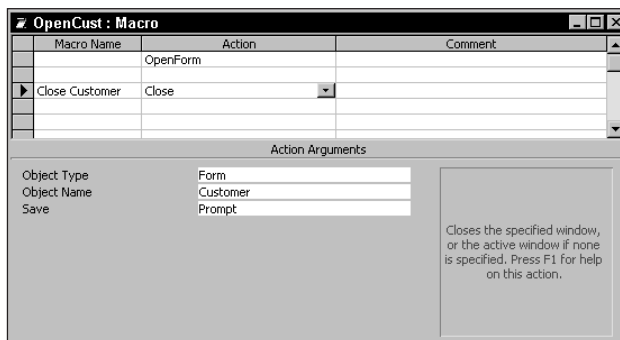 OpenCust : Macro
Macro Name Action Comment
OpenForm
Close Customer Close
Action Arguments
Object Type Form
Object Name Customer
Save Prompt
Closes the specified window,
or the active window if none
is specified. Press F1 for help
on this action.